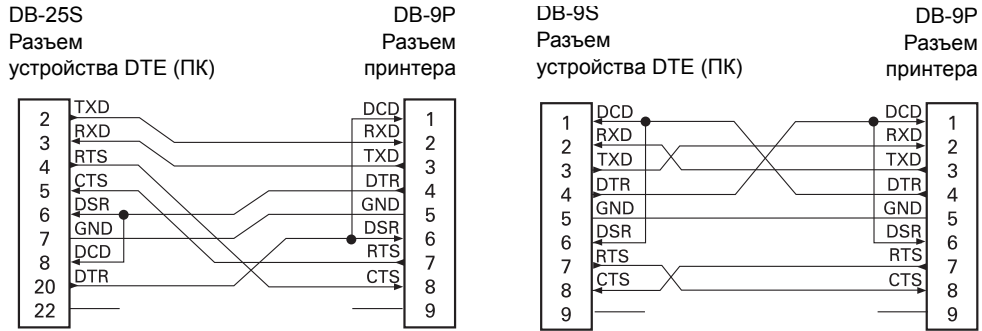 DB-25S
Разъем
устройства DTE (ПК)
DB-9P
Разъем
принтера
2 TXD
3 RXD
4 RTS
5 CTS
6 DSR
7 GND
8 DCD
20 DTR
22
DCD 1
RXD 2
TXD 3
DTR 4
GND 5
DSR 6
RTS 7
CTS 8
9
DB-9S
Разъем
устройства DTE (ПК)
DB-9P
Разъем
принтера
1 DCD
2 RXD
3 TXD
4 DTR
5 GND
6 DSR
7 RTS
8 CTS
9
DCD 1
RXD 2
TXD 3
DTR 4
GND 5
DSR 6
RTS 7
CTS 8
9